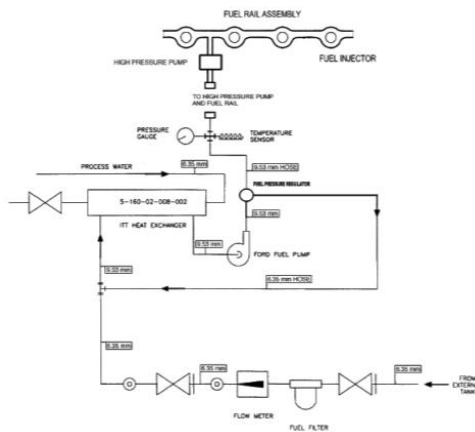 FUEL RAIL ASSEMBLY
HIGH PRESSURE PUMP
FUEL INJECTOR
TO HIGH PRESSURE PUMP
AND FUEL RAIL
PRESSURE
GAUGE
TEMPERATURE
SENSOR
6.35 mm
9.53 mm HOSE
PROCESS WATER
FUEL PRESSURE REGULATOR
5-160-02-008-002
9.53 mm
ITT HEAT EXCHANGER
9.53 mm
FORD FUEL PUMP
9.53 mm
6.35 mm HOSE
6.35 mm
6.35 mm
6.35 mm
FROM
EXTERN
TANK
FLOW METER
FUEL FILTER